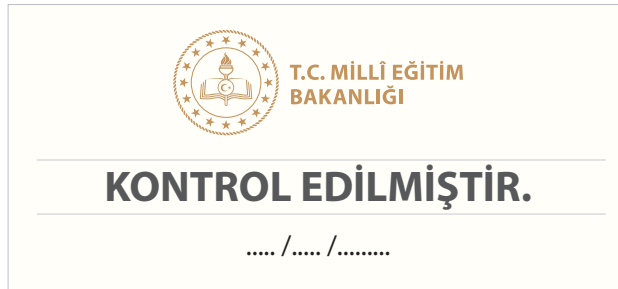 T.C. MİLLÎ EĞİTİM
BAKANLIĞI
KONTROL EDİLMİŞTİR.
..... /..... /.........